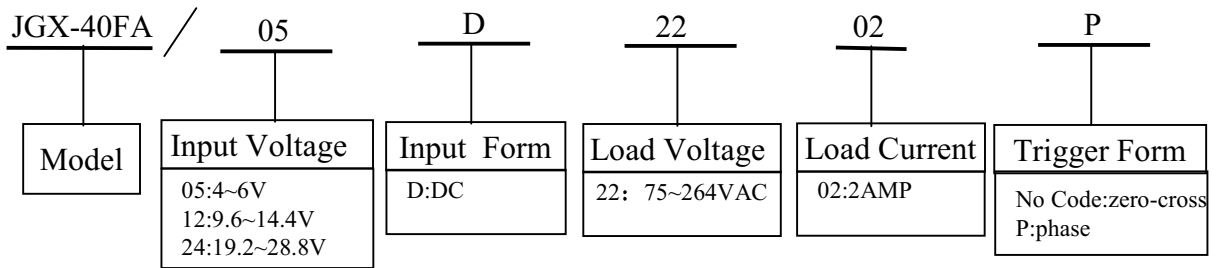 JGX-40FA / 05 D 22 02 P
Model
Input Voltage
05:4~6V
12:9.6~14.4V
24:19.2~28.8V
Input Form
D:DC
Load Voltage
22：75~264VAC
Load Current
02:2AMP
Trigger Form
No Code:zero-cross
P:phase